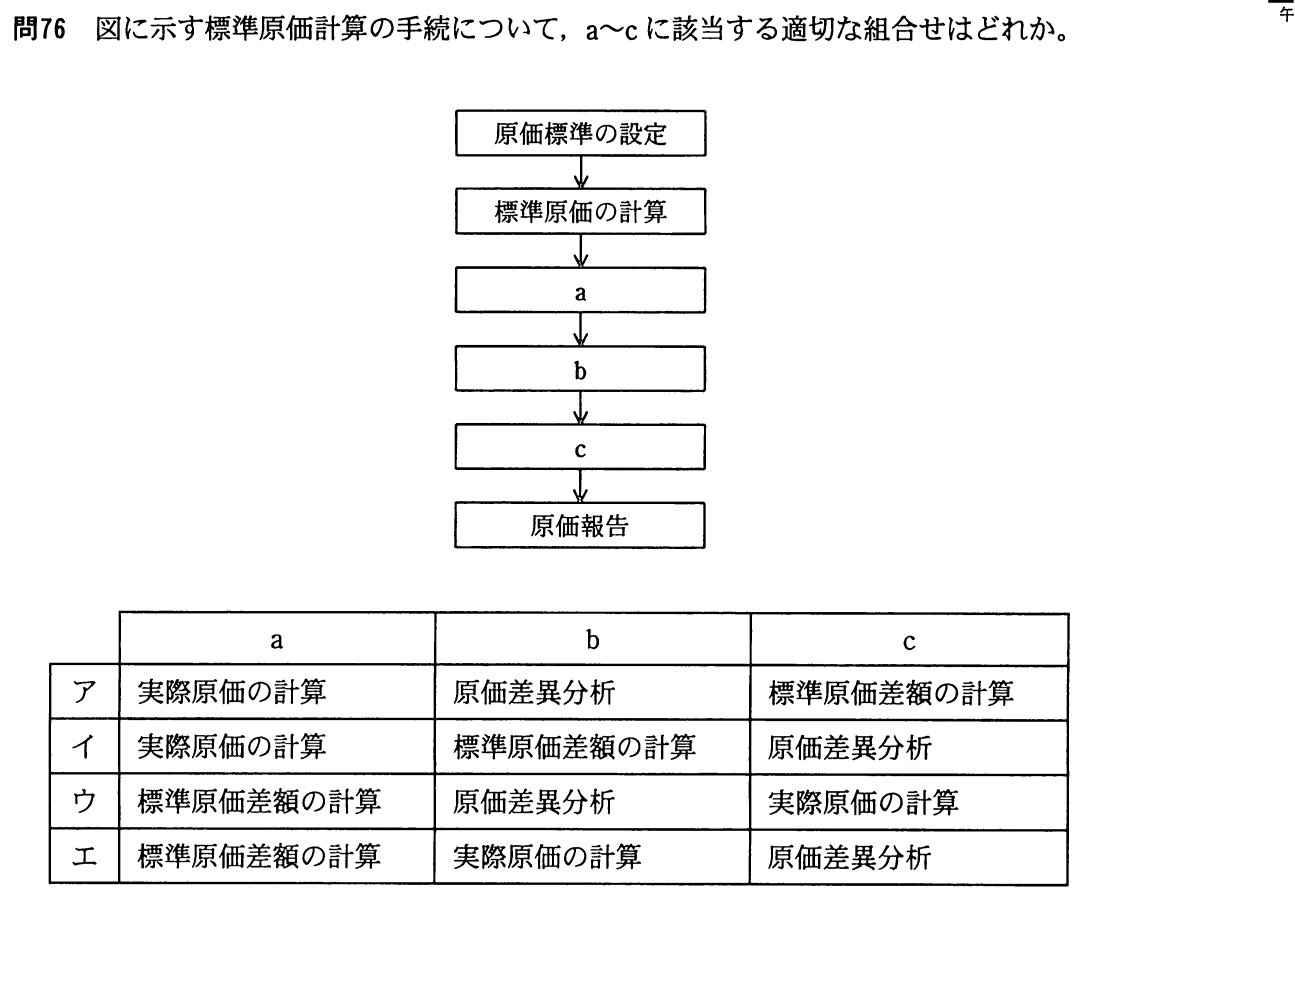 問76 図に示す標準原価計算の手続について，a～cに該当する適切な組合せはどれか。
午
原価標準の設定
標準原価の計算
a
b
c
原価報告
a b c
ア 実際原価の計算 原価差異分析 標準原価差額の計算
イ 実際原価の計算 標準原価差額の計算 原価差異分析
ウ 標準原価差額の計算 原価差異分析 実際原価の計算
エ 標準原価差額の計算 実際原価の計算 原価差異分析